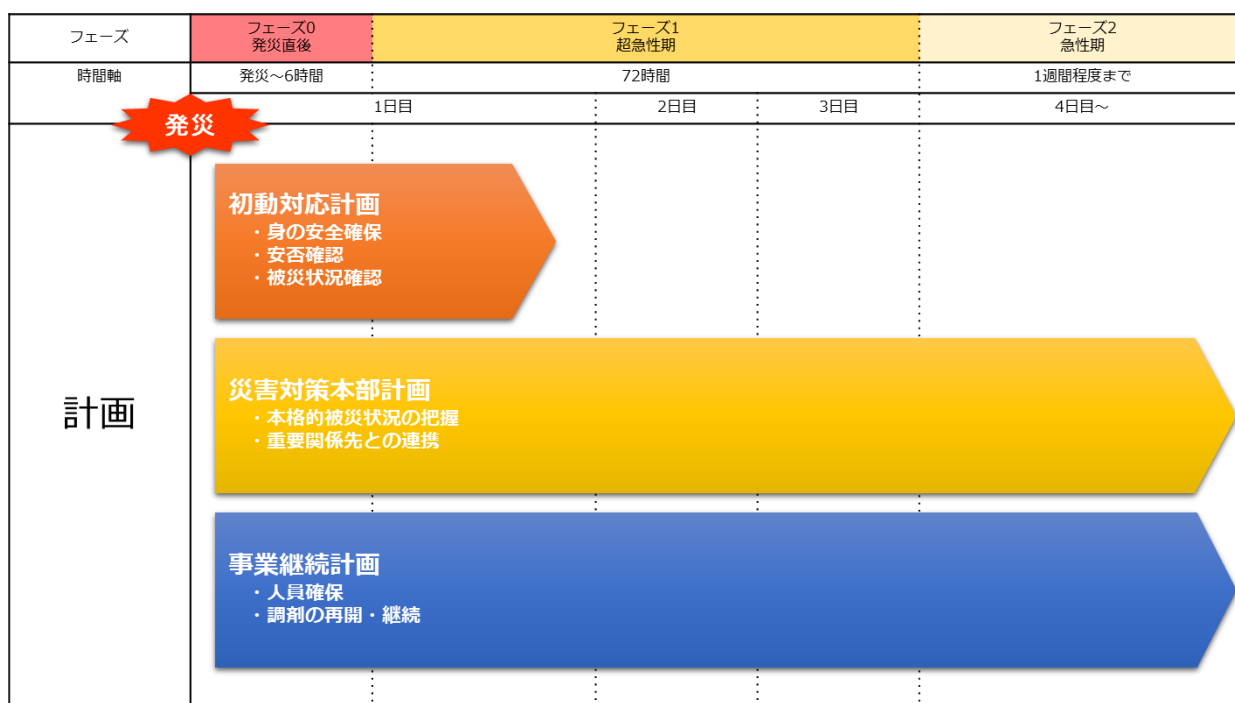 フェーズ
フェーズ0
発災直後
フェーズ1
超急性期
フェーズ2
急性期
時間軸
発災～6時間
72時間
1週間程度まで
1日目
2日目
3日目
4日目～
発災
計画
初動対応計画
・身の安全確保
・安否確認
・被災状況確認
災害対策本部計画
・本格的被災状況の把握
・重要関係先との連携
事業継続計画
・人員確保
・調剤の再開・継続